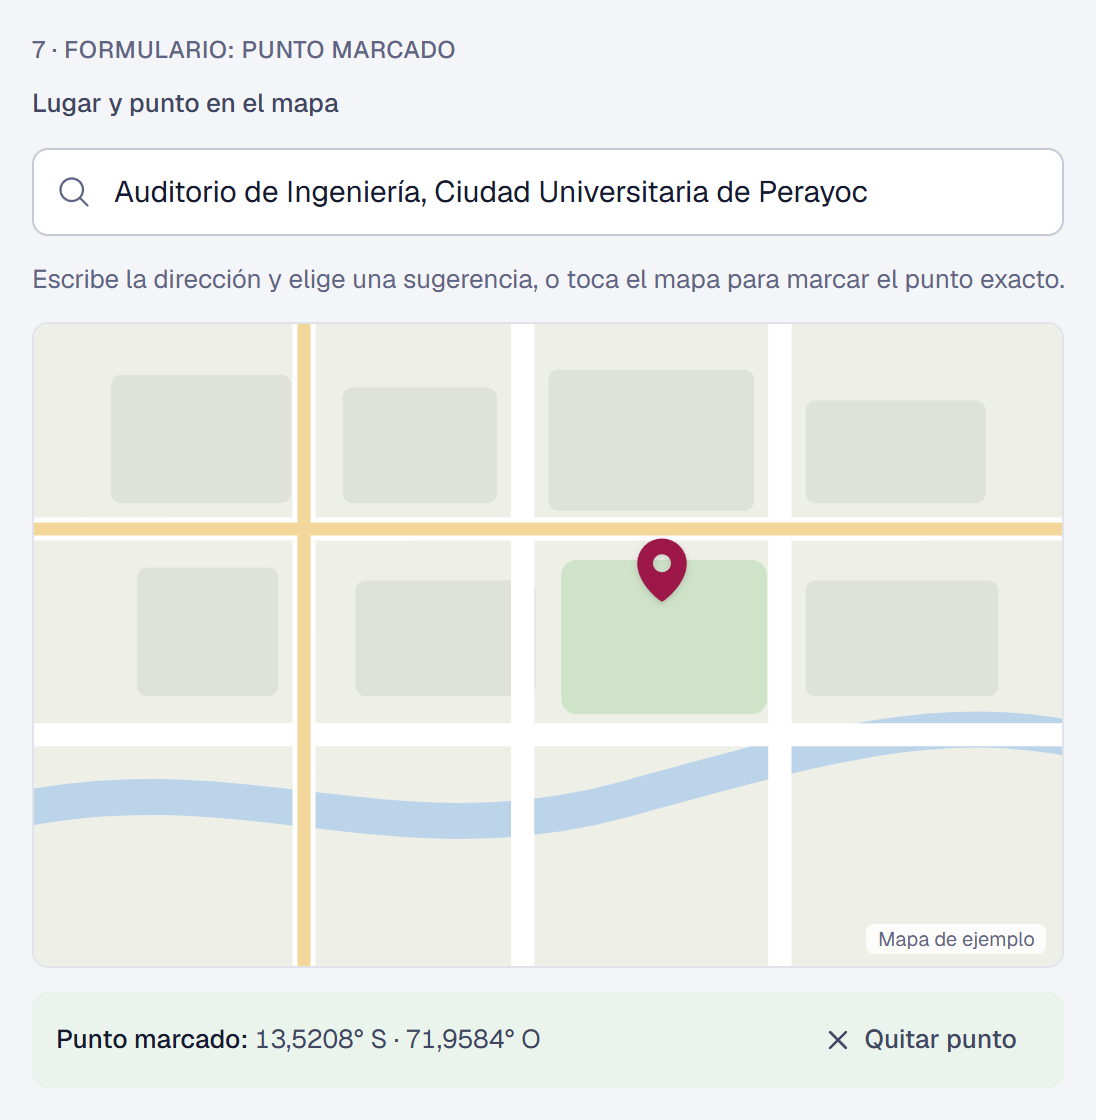 7 · FORMULARIO: PUNTO MARCADO
Lugar y punto en el mapa
Auditorio de Ingeniería, Ciudad Universitaria de Perayoc
Escribe la dirección y elige una sugerencia, o toca el mapa para marcar el punto exacto.
Mapa de ejemplo
Punto marcado: 13,5208° S · 71,9584° O
Quitar punto